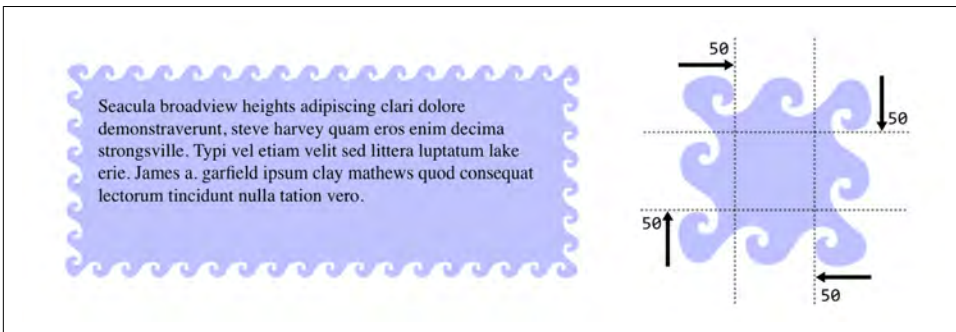 50
50
Seacula broadview heights adipiscing clari dolore
demonstraverunt, steve harvey quam eros enim decima
strongsville. Typi vel etiam velit sed littera luptatum lake
erie. James a. garfield ipsum clay mathews quod consequat
lectorum tincidunt nulla tation vero.
50
50